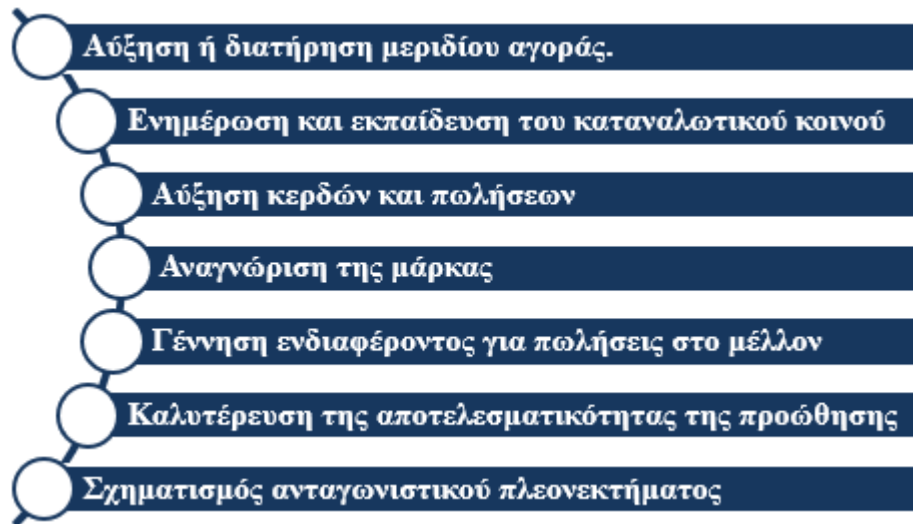 Αύξηση ή διατήρηση μεριδίου αγοράς.
Ενημέρωση και εκπαίδευση του καταναλωτικού κοινού
Αύξηση κερδών και πωλήσεων
Αναγνώριση της μάρκας
Γέννηση ενδιαφέροντος για πωλήσεις στο μέλλον
Καλυτέρευση της αποτελεσματικότητας της προώθησης
Σχηματισμός ανταγωνιστικού πλεονεκτήματος